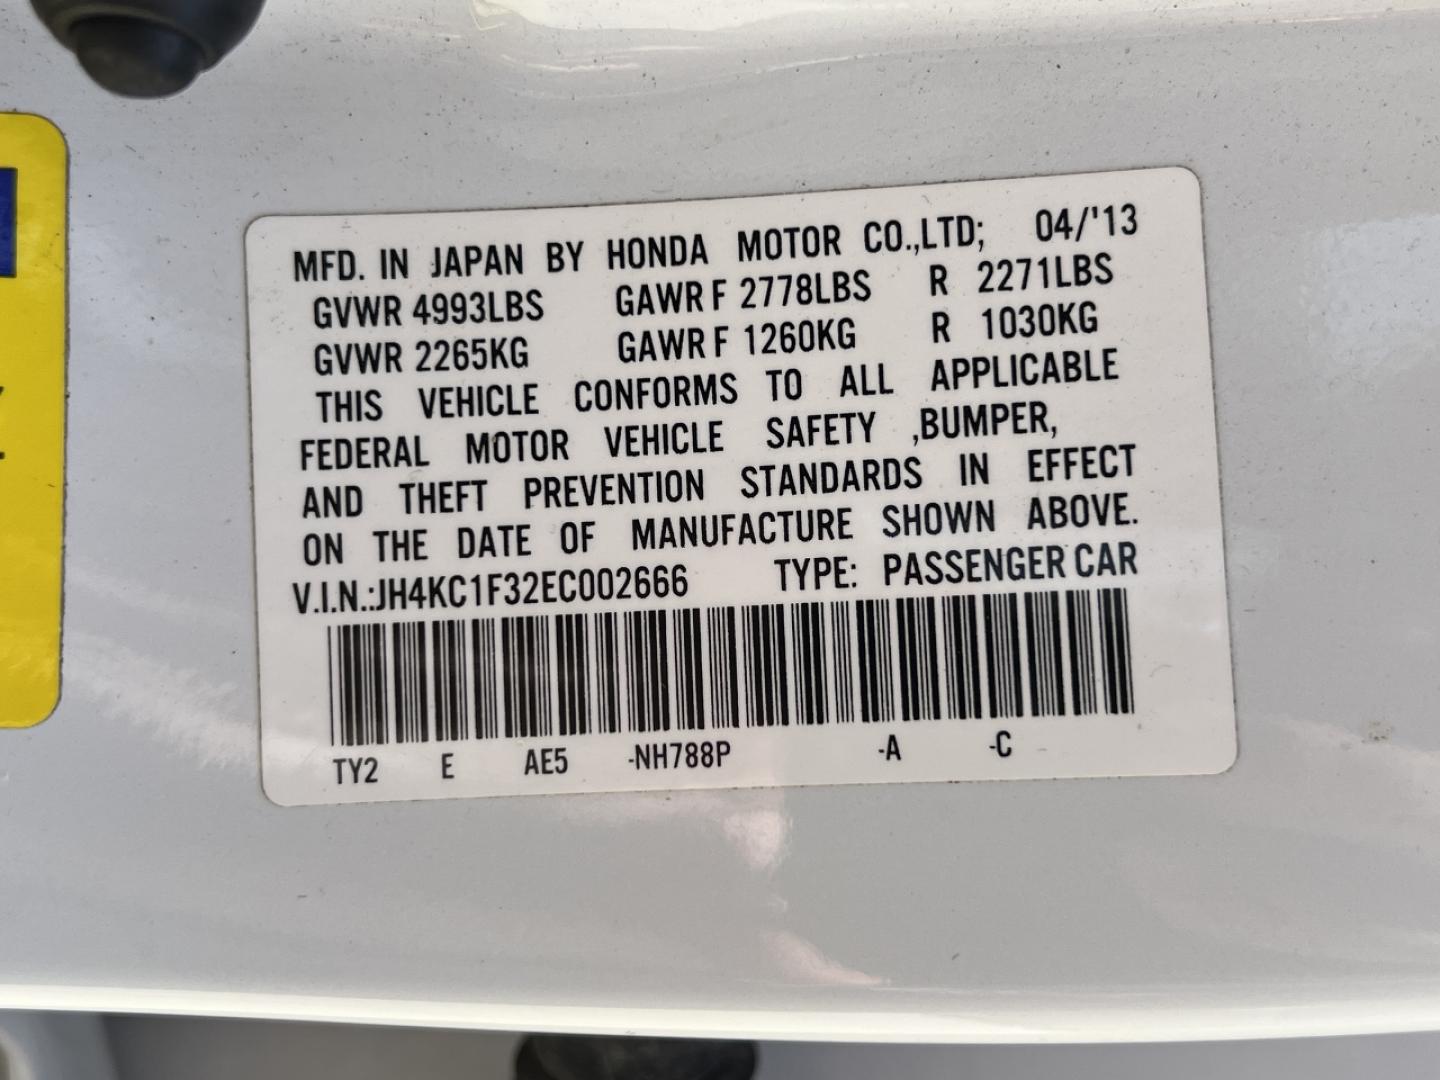 MFD. IN JAPAN BY HONDA MOTOR CO.,LTD; 04/'13
GVWR 4993LBS GAWR F 2778LBS R 2271LBS
GVWR 2265KG GAWR F 1260KG R 1030KG
THIS VEHICLE CONFORMS TO ALL APPLICABLE
FEDERAL MOTOR VEHICLE SAFETY ,BUMPER,
AND THEFT PREVENTION STANDARDS IN EFFECT
ON THE DATE OF MANUFACTURE SHOWN ABOVE.
V.I.N.:JH4KC1F32EC002666 TYPE: PASSENGER CAR
TY2 E AE5 -NH788P -A -C